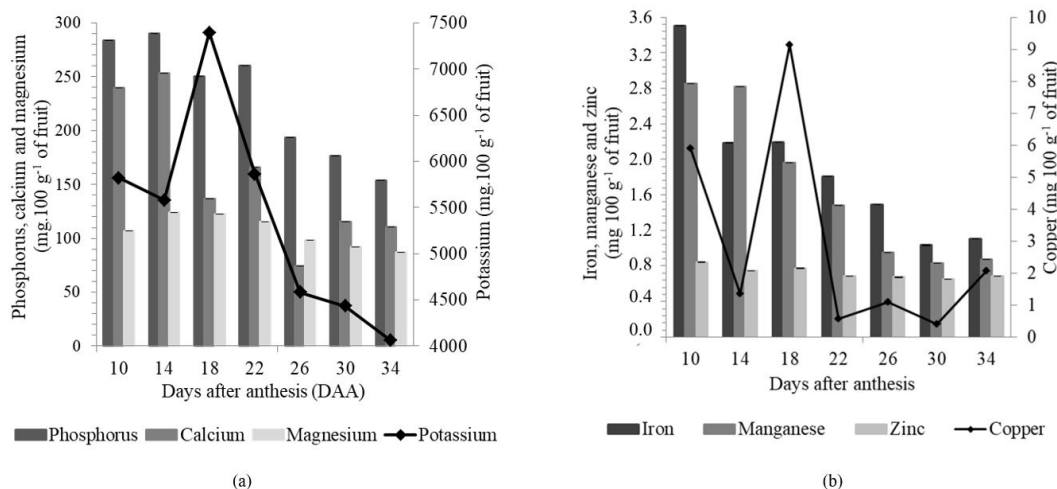 Phosphorus, calcium and magnesium
(mg.100 g-1 of fruit)
300
250
200
150
100
50
0
7500
7000
6500
6000
5500
5000
4500
4000
Potassium (mg.100 g-1 of fruit)
10 14 18 22 26 30 34
Days after anthesis (DAA)
Phosphorus Calcium Magnesium Potassium
(a)
Iron, manganese and zinc
(mg 100 g-1 of fruit)
3.6
3.2
2.8
2.4
2.0
1.6
1.2
0.8
0.4
0.0
10
9
8
7
6
5
4
3
2
1
0
Copper (mg.100 g-1 of fruit)
10 14 18 22 26 30 34
Days after anthesis
Iron Manganese Zinc Copper
(b)